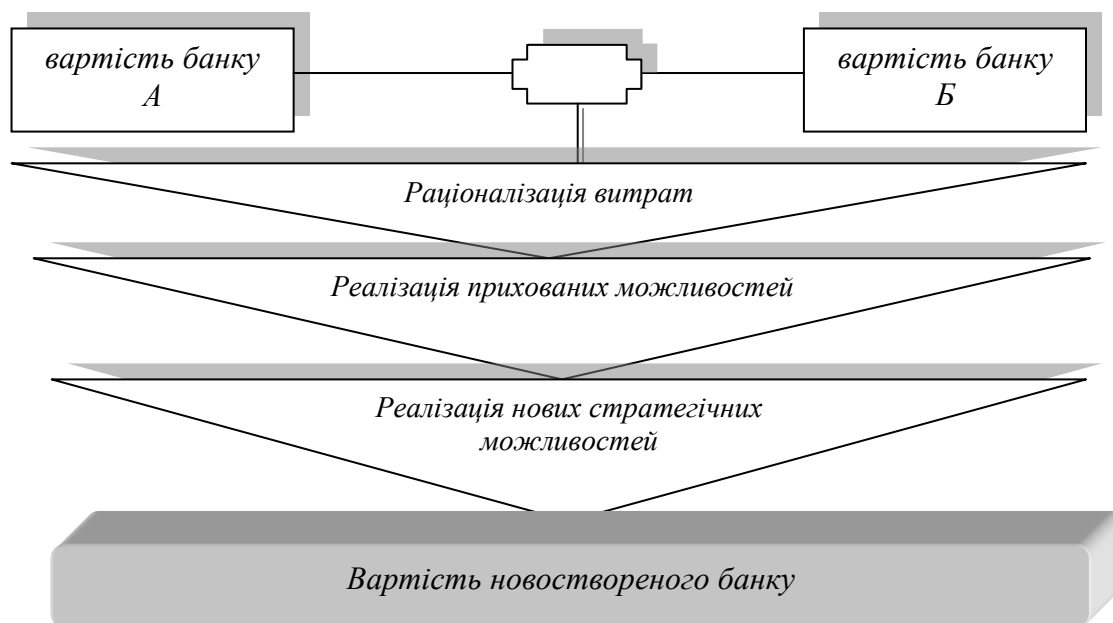 вартість банку
А
вартість банку
Б
Раціоналізація витрат
Реалізація прихованих можливостей
Реалізація нових стратегічних
можливостей
Вартість новоствореного банку